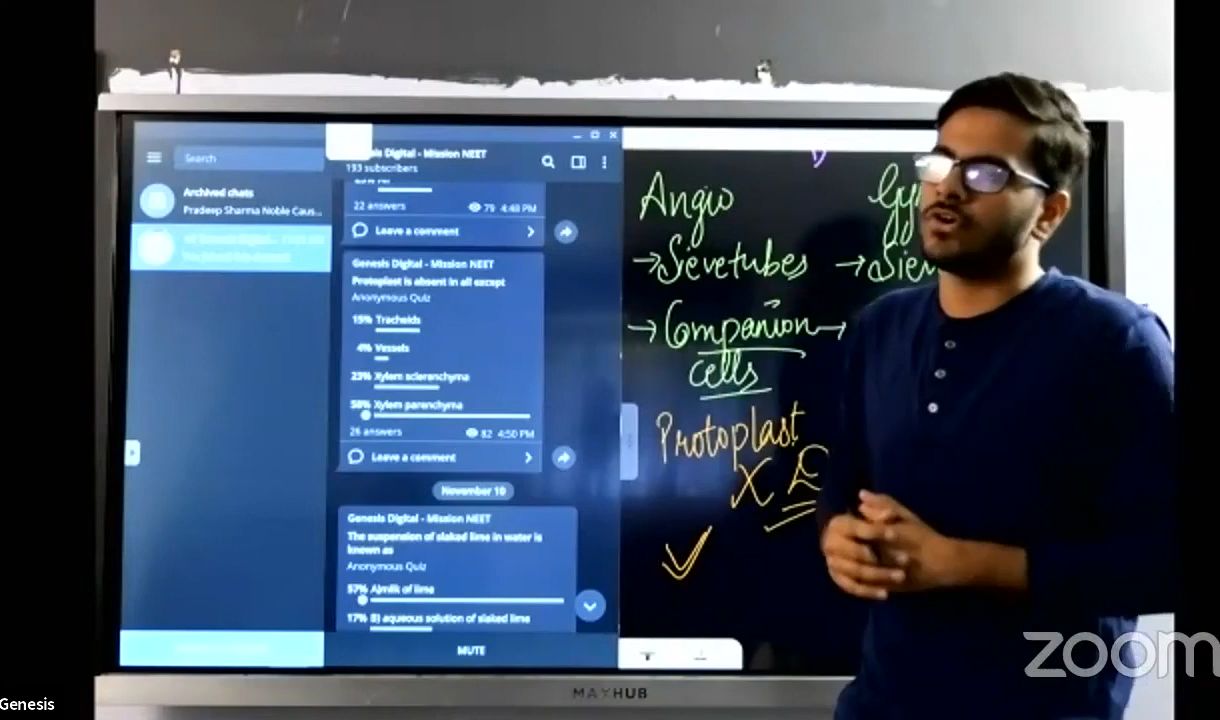 Search
Archived chats
Pradeep Sharma Noble Caus...
Digital - Mission NEET
193 subscribers
22 answers
79 4:48 PM
Leave a comment
Genesis Digital - Mission NEET
Protoplast is absent in all except
Anonymous Quiz
15% Tracheids
4% Vessels
23% Xylem sclerenchyma
58% Xylem parenchyma
26 answers
82 4:50 PM
Leave a comment
November 10
Genesis Digital - Mission NEET
The suspension of slaked lime in water is
known as
Anonymous Quiz
57% A)milk of lime
17% B) aqueous solution of slaked lime
MUTE
Angio
→Sievetubes →
→Companion→
cells
Protoplast
X
MAXHUB
Genesis
zoom